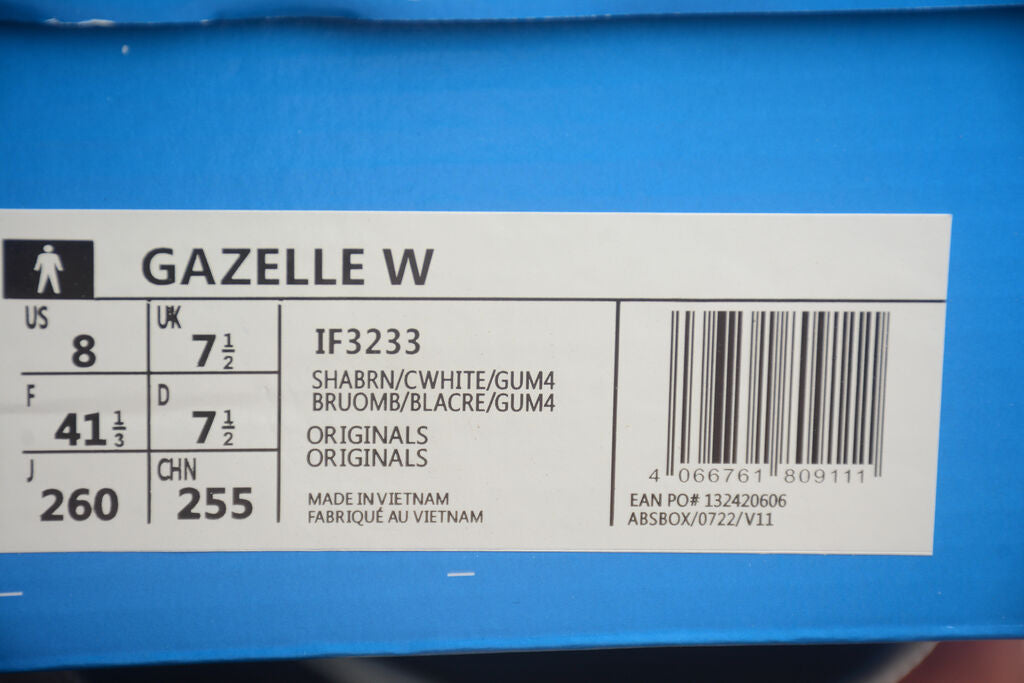 GAZELLE W
US 8 UK 7 1/2
F 41 1/3 D 7 1/2
J 260 CHN 255
IF3233
SHABRN/CWHITE/GUM4
BRUOMB/BLACRE/GUM4
ORIGINALS
ORIGINALS
MADE IN VIETNAM
FABRIQUÉ AU VIETNAM
4 066761 809111
EAN PO# 132420606
ABSBOX/0722/V11